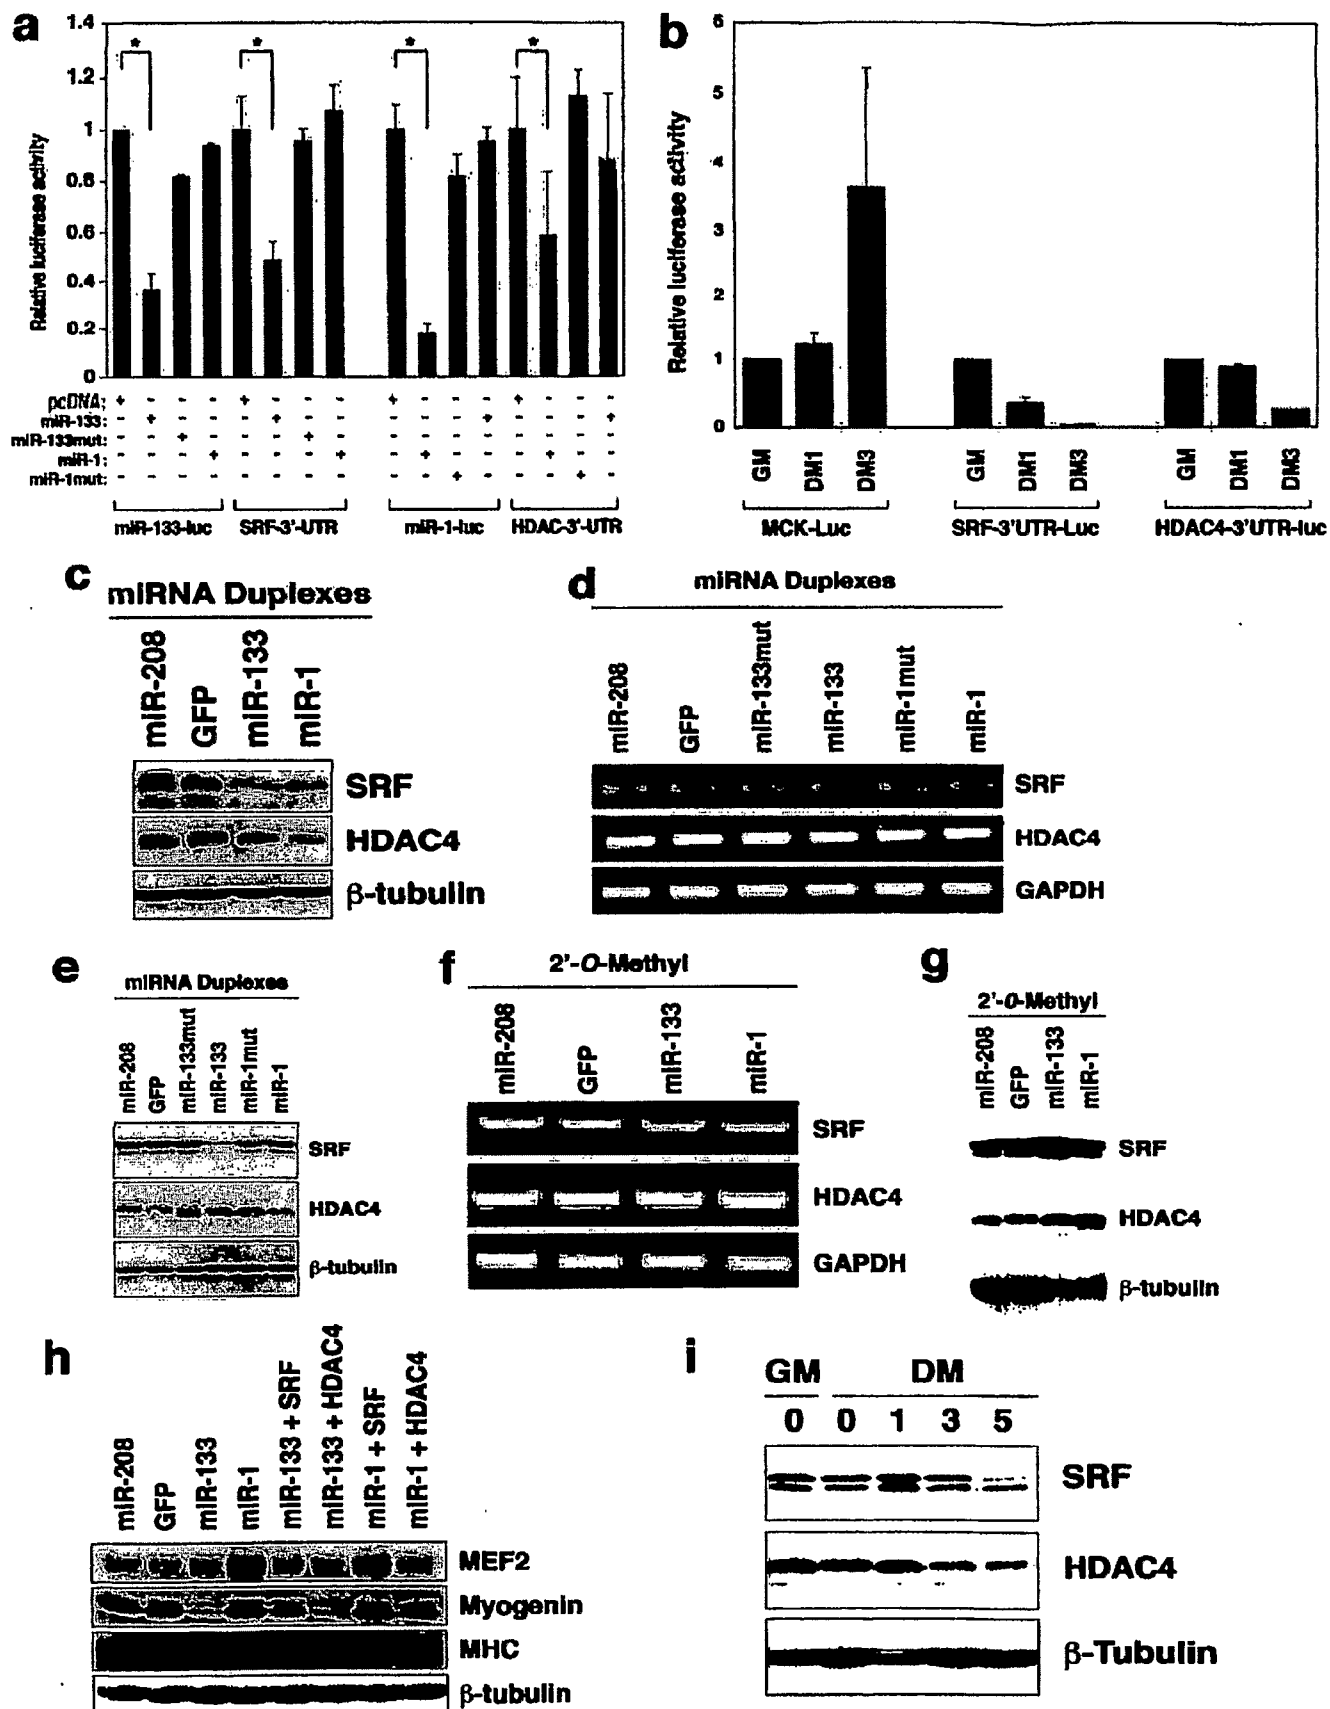 a
1.4
1.2
1
0.8
0.6
0.4
0.2
0
Relative luciferase activity
* * * *
pcDNA: + - - - + - - - + - - - + - - -
miR-133: - + - - - + - - - - - + - - - +
miR-133mut: - - + - - - + - - - - - - - - -
miR-1: - - - + - - - + - + - - - + - -
miR-1mut: - - - - - - - - - - + - - - + -
miR-133-luc SRF-3'-UTR miR-1-luc HDAC-3'-UTR
b
6
5
4
3
2
1
0
Relative luciferase activity
GM DM1 DM3 GM DM1 DM3 GM DM1 DM3
MCK-Luc SRF-3'UTR-Luc HDAC4-3'UTR-luc
c
miRNA Duplexes
miR-208 GFP miR-133 miR-1
SRF
HDAC4
β-tubulin
d
miRNA Duplexes
miR-208 GFP miR-133mut miR-133 miR-1mut miR-1
SRF
HDAC4
GAPDH
e
miRNA Duplexes
miR-208 GFP miR-133mut miR-133 miR-1mut miR-1
SRF
HDAC4
β-tubulin
f
2'-O-Methyl
miR-208 GFP miR-133 miR-1
SRF
HDAC4
GAPDH
g
2'-O-Methyl
miR-208 GFP miR-133 miR-1
SRF
HDAC4
β-tubulin
h
miR-208 GFP miR-133 miR-1 miR-133 + SRF miR-133 + HDAC4 miR-1 + SRF miR-1 + HDAC4
MEF2
Myogenin
MHC
β-tubulin
i
GM DM
0 0 1 3 5
SRF
HDAC4
β-Tubulin